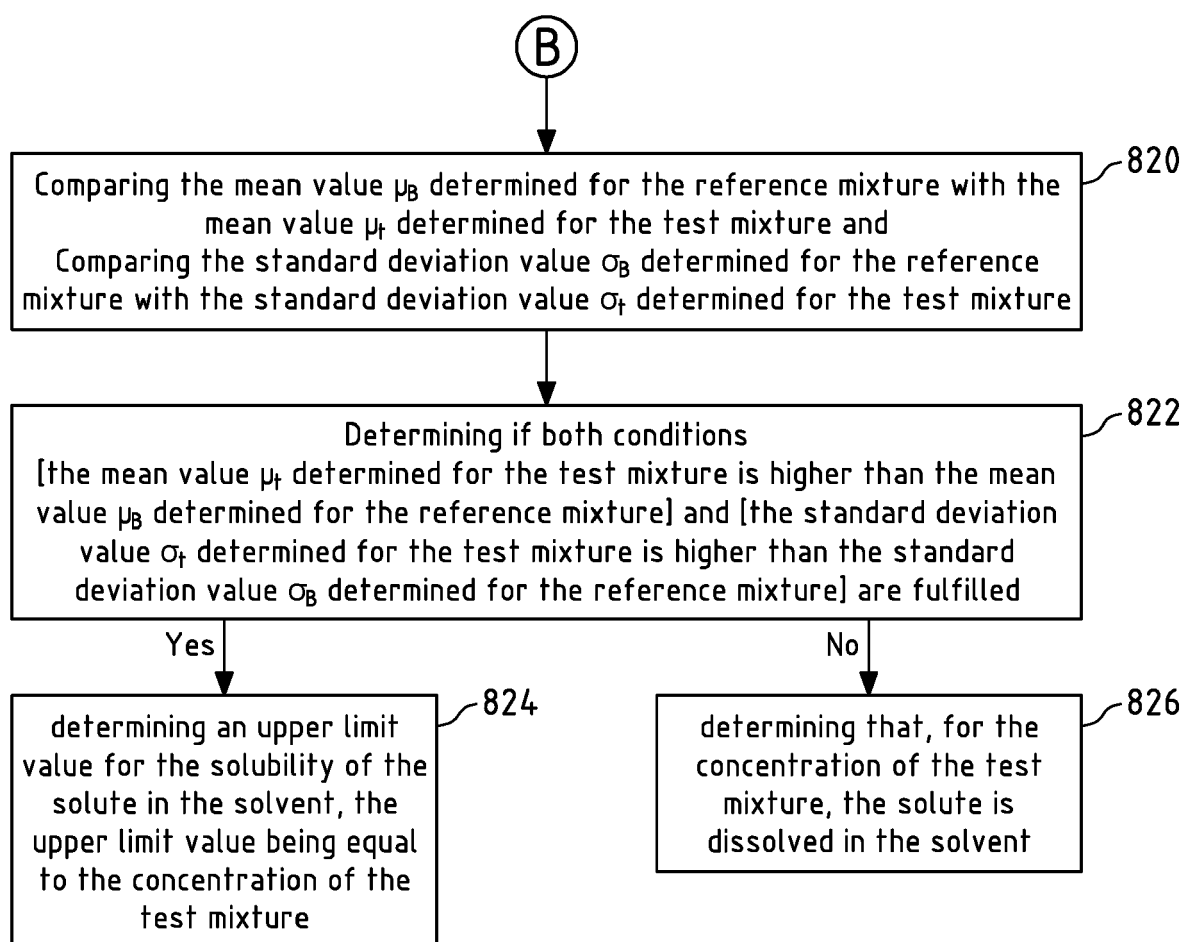 B
820
Comparing the mean value μB determined for the reference mixture with the
mean value μt determined for the test mixture and
Comparing the standard deviation value σB determined for the reference
mixture with the standard deviation value σt determined for the test mixture
822
Determining if both conditions
[the mean value μt determined for the test mixture is higher than the mean
value μB determined for the reference mixture] and [the standard deviation
value σt determined for the test mixture is higher than the standard
deviation value σB determined for the reference mixture] are fulfilled
Yes
No
824
determining an upper limit
value for the solubility of the
solute in the solvent, the
upper limit value being equal
to the concentration of the
test mixture
826
determining that, for the
concentration of the test
mixture, the solute is
dissolved in the solvent